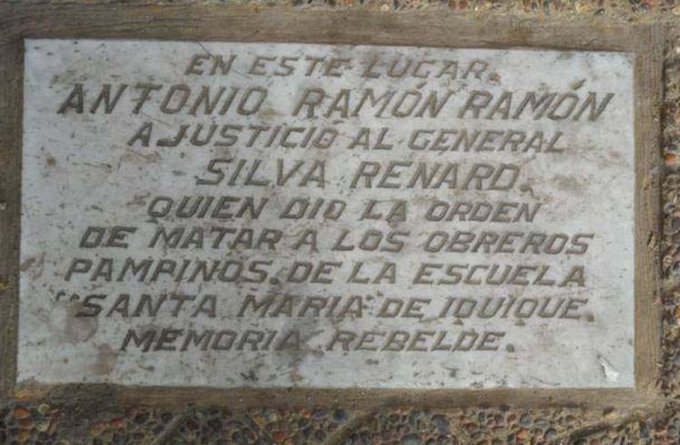 EN ESTE LUGAR.
ANTONIO RAMÓN RAMÓN
AJUSTICIO AL GENERAL
SILVA RENARD.
QUIEN DIO LA ORDEN
DE MATAR A LOS OBREROS
PAMPINOS. DE LA ESCUELA
"SANTA MARIA" DE IQUIQUE.
MEMORIA REBELDE.